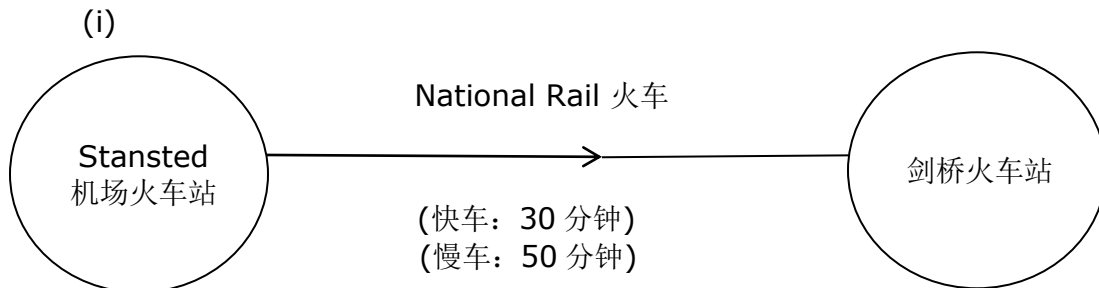 (i)
National Rail 火车
Stansted
机场火车站
剑桥火车站
(快车：30 分钟)
(慢车：50 分钟)